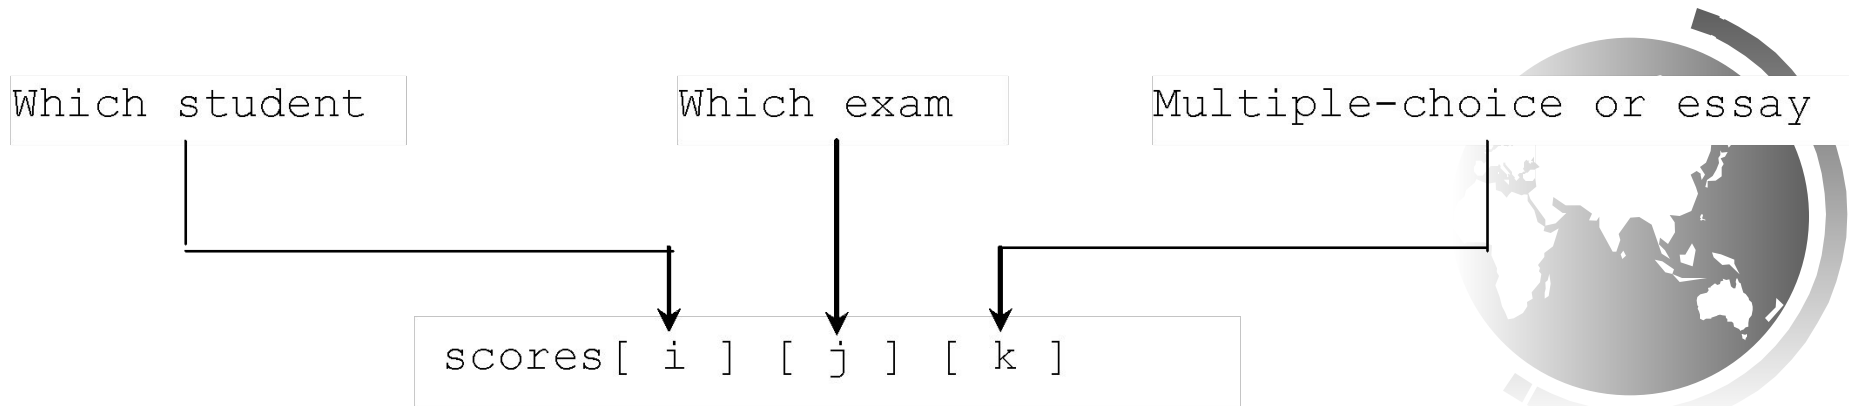 Which student
Which exam
Multiple-choice or essay
scores[ i ] [ j ] [ k ]